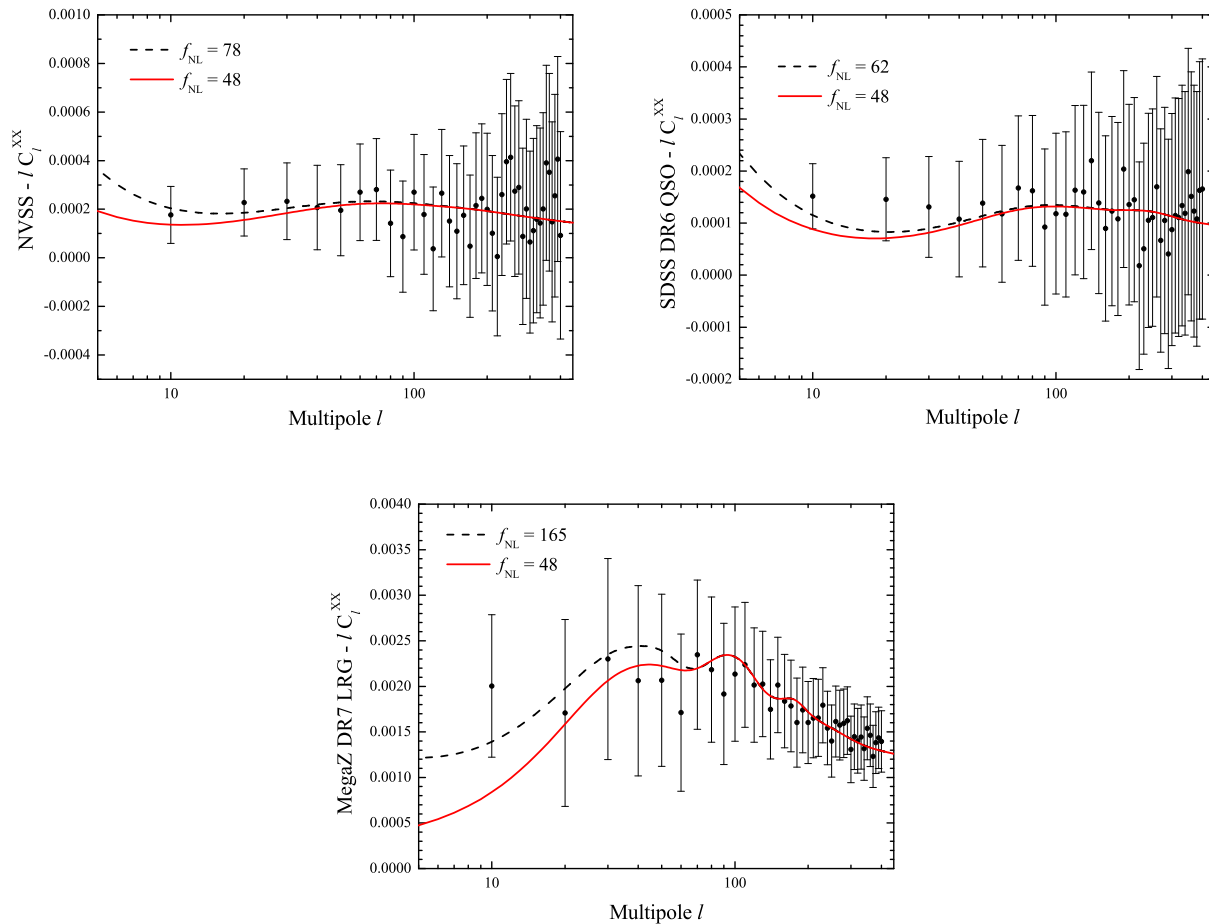 0.0010
0.0008
0.0006
0.0004
0.0002
0.0000
-0.0002
-0.0004
NVSS - l C_l^XX
f_NL = 78
f_NL = 48
10
100
Multipole l
0.0005
0.0004
0.0003
0.0002
0.0001
0.0000
-0.0001
-0.0002
SDSS DR6 QSO - l C_l^XX
f_NL = 62
f_NL = 48
10
100
Multipole l
0.0040
0.0035
0.0030
0.0025
0.0020
0.0015
0.0010
0.0005
0.0000
MegaZ DR7 LRG - l C_l^XX
f_NL = 165
f_NL = 48
10
100
Multipole l